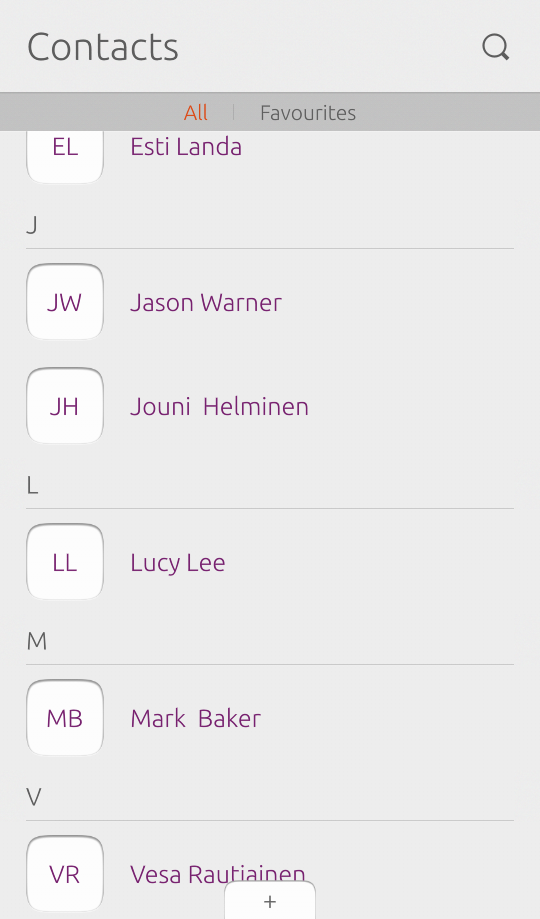 Contacts
All | Favourites
EL Esti Landa
J
JW Jason Warner
JH Jouni Helminen
L
LL Lucy Lee
M
MB Mark Baker
V
VR Vesa Rautiainen
+